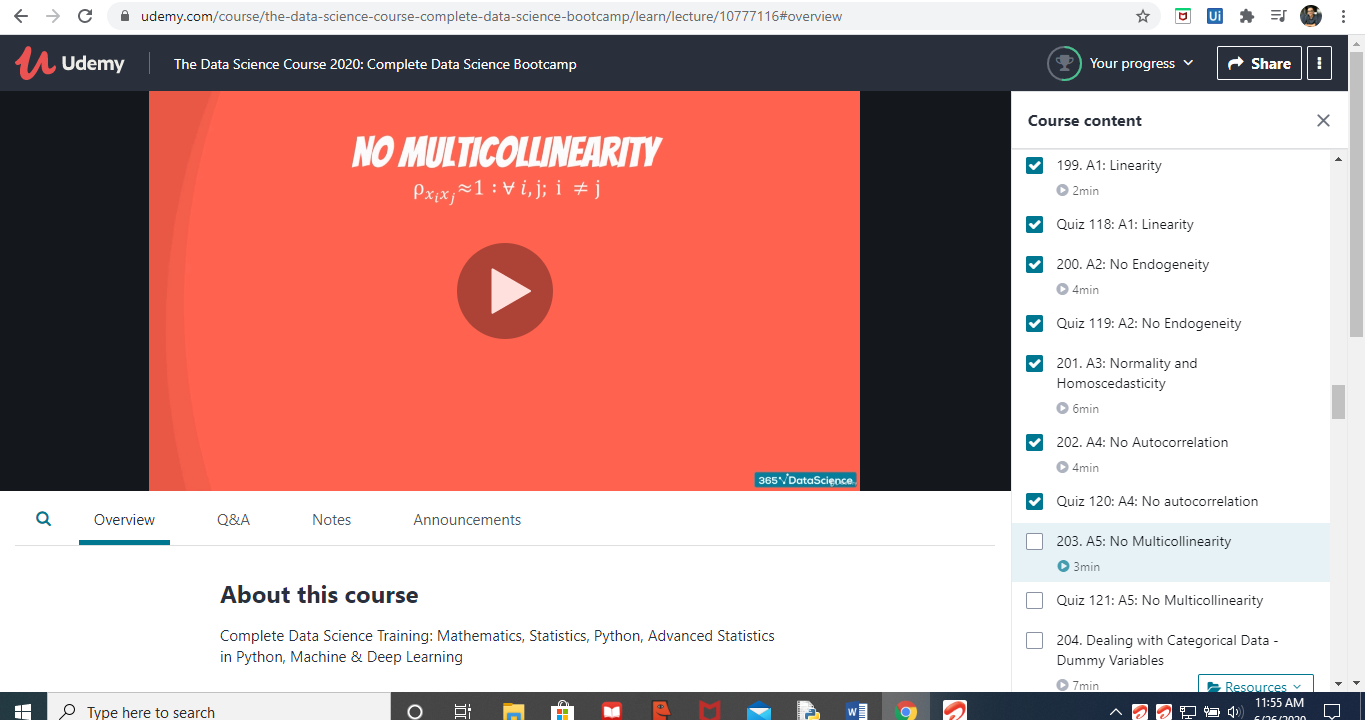 udemy.com/course/the-data-science-course-complete-data-science-bootcamp/learn/lecture/10777116#overview
Udemy
The Data Science Course 2020: Complete Data Science Bootcamp
Your progress
Share
NO MULTICOLLINEARITY
ρxᵢxⱼ ≈ 1 : ∀ i, j; i ≠ j
365√DataScience
Course content
199. A1: Linearity
2min
Quiz 118: A1: Linearity
200. A2: No Endogeneity
4min
Quiz 119: A2: No Endogeneity
201. A3: Normality and
Homoscedasticity
6min
202. A4: No Autocorrelation
4min
Quiz 120: A4: No autocorrelation
203. A5: No Multicollinearity
3min
Quiz 121: A5: No Multicollinearity
204. Dealing with Categorical Data -
Dummy Variables
7min
Resources
Overview
Q&A
Notes
Announcements
About this course
Complete Data Science Training: Mathematics, Statistics, Python, Advanced Statistics
in Python, Machine & Deep Learning
Type here to search
11:55 AM
6/26/2020